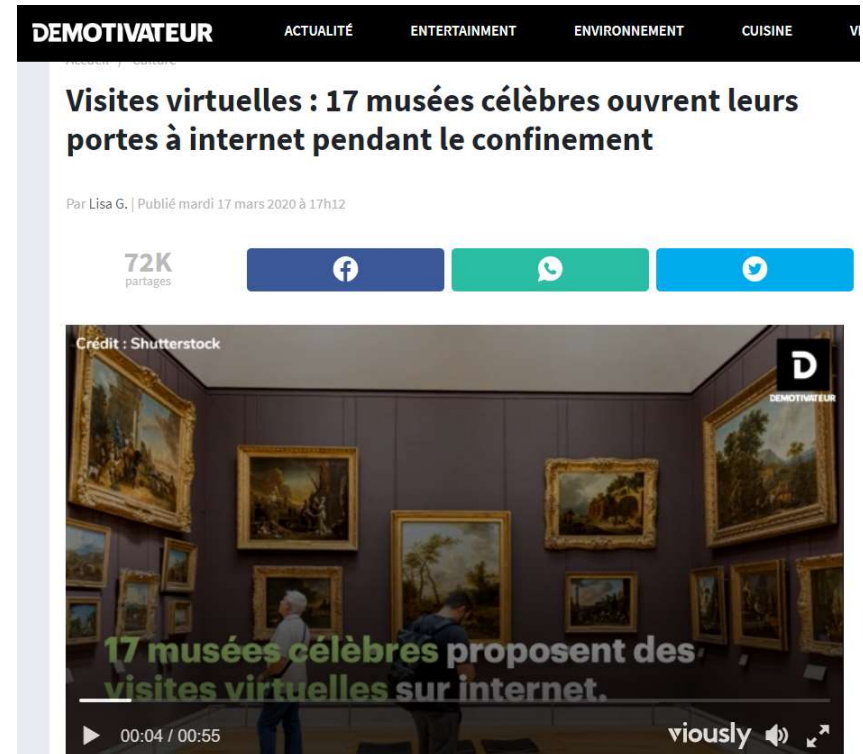 DEMOTIVATEUR ACTUALITÉ ENTERTAINMENT ENVIRONNEMENT CUISINE
Visites virtuelles : 17 musées célèbres ouvrent leurs
portes à internet pendant le confinement
Par Lisa G. | Publié mardi 17 mars 2020 à 17h12
72K
partages
Crédit : Shutterstock
D
DEMOTIVATEUR
17 musées célèbres proposent des
visites virtuelles sur internet.
00:04 / 00:55 viously